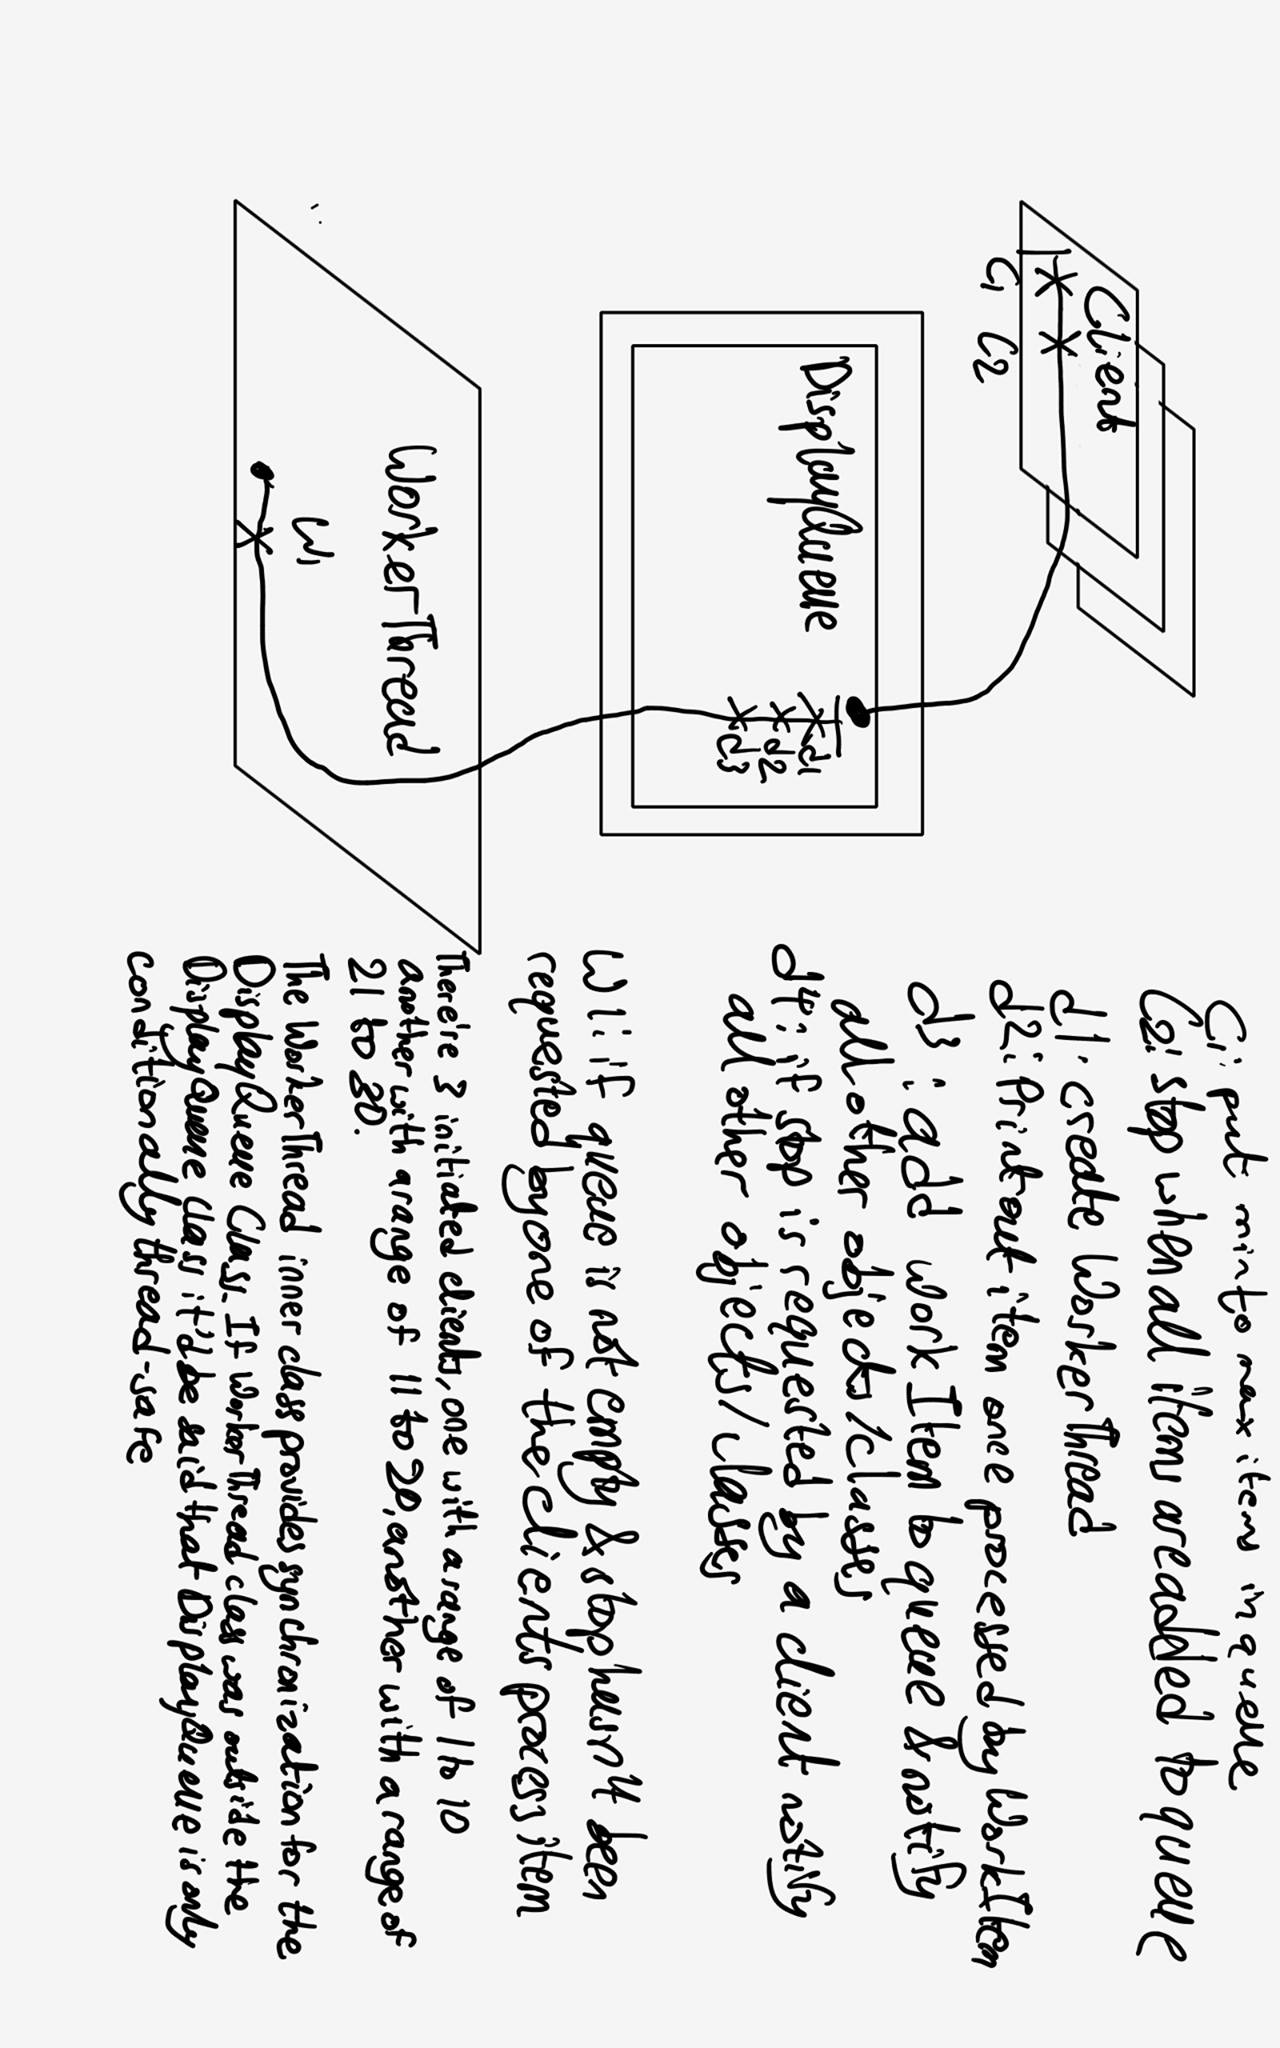 Client
C1 C2
DisplayQueue
d1
d2
d3
WorkerThread
W1
C1: put min to max items in queue
C2: stop when all items are added to queue
d1: create WorkerThread
d2: Print out item one processed by WorkItem
d3: add workItem to queue & notify
all other objects/classes
d4: if stop is requested by a client notify
all other objects/classes
W1: if queue is not empty & stop hasn't been
requested by one of the clients process item
There're 3 initiated clients, one with a range of 1 to 10
another with a range of 11 to 20, another with a range of
21 to 30.
The WorkerThread inner class provides synchronization for the
DisplayQueue Class. If WorkerThread class was outside the
DisplayQueue Class it'd be said that DisplayQueue is only
conditionally thread-safe